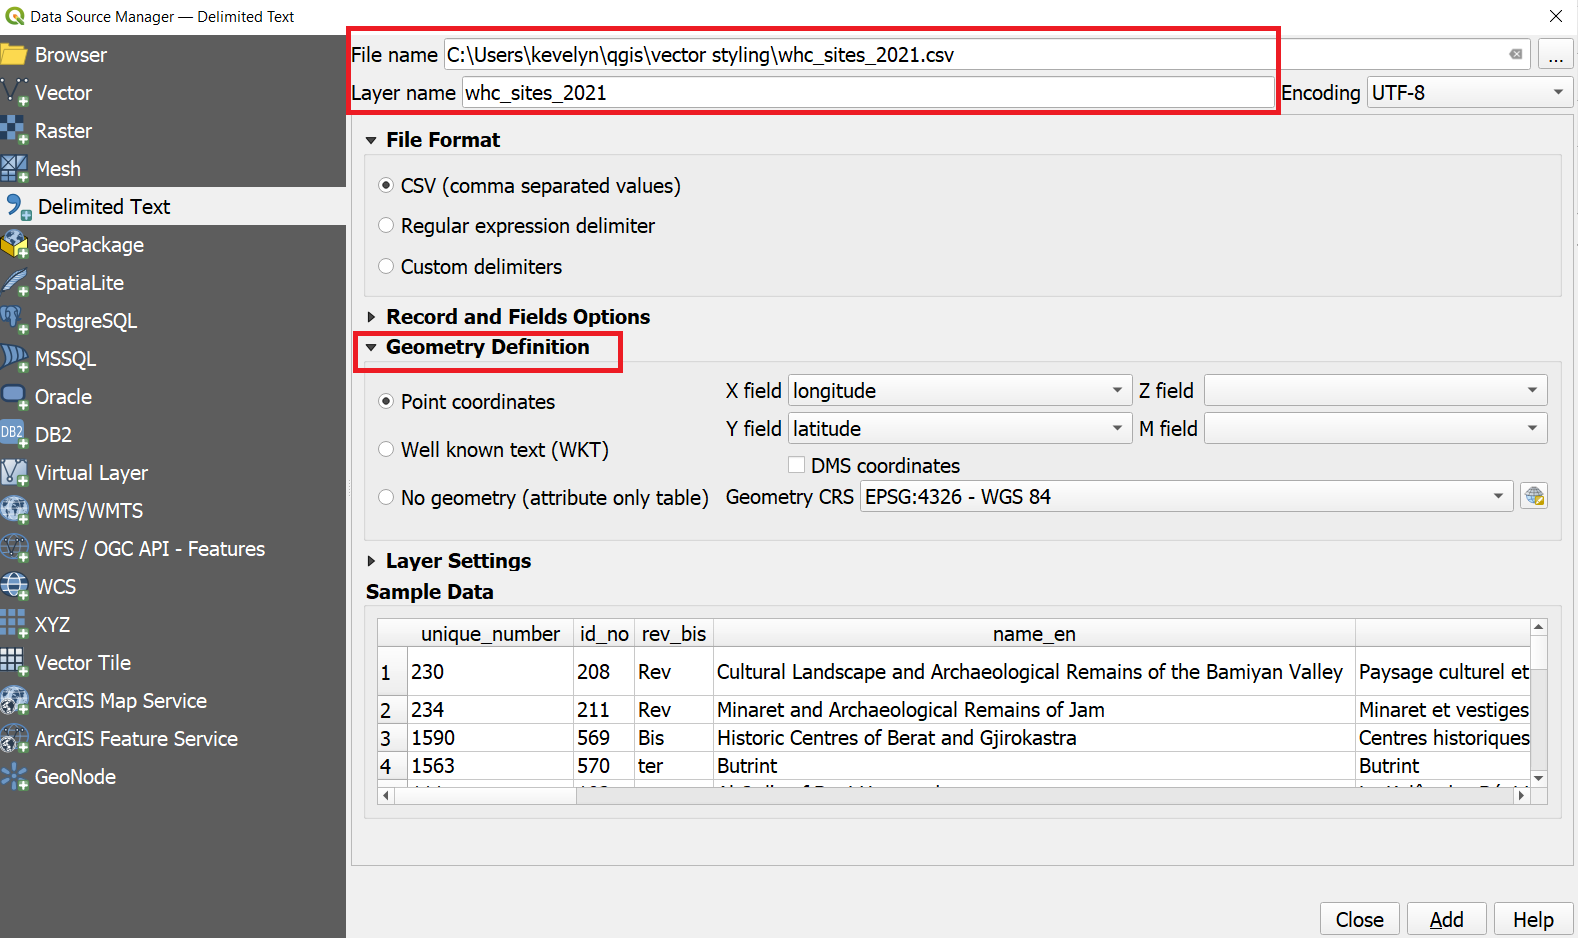 Data Source Manager — Delimited Text
Browser
Vector
Raster
Mesh
Delimited Text
GeoPackage
SpatiaLite
PostgreSQL
MSSQL
Oracle
DB2
DB2
Virtual Layer
WMS/WMTS
WFS / OGC API - Features
WCS
XYZ
Vector Tile
ArcGIS Map Service
ArcGIS Feature Service
GeoNode
File name C:\Users\kevelyn\qgis\vector styling\whc_sites_2021.csv ...
Layer name whc_sites_2021 Encoding UTF-8
File Format
CSV (comma separated values)
Regular expression delimiter
Custom delimiters
Record and Fields Options
Geometry Definition
Point coordinates X field longitude Z field
Y field latitude M field
Well known text (WKT)
DMS coordinates
No geometry (attribute only table) Geometry CRS EPSG:4326 - WGS 84
Layer Settings
Sample Data
unique_number id_no rev_bis name_en
1 230 208 Rev Cultural Landscape and Archaeological Remains of the Bamiyan Valley Paysage culturel et
2 234 211 Rev Minaret and Archaeological Remains of Jam Minaret et vestiges
3 1590 569 Bis Historic Centres of Berat and Gjirokastra Centres historiques
4 1563 570 ter Butrint Butrint
Close Add Help